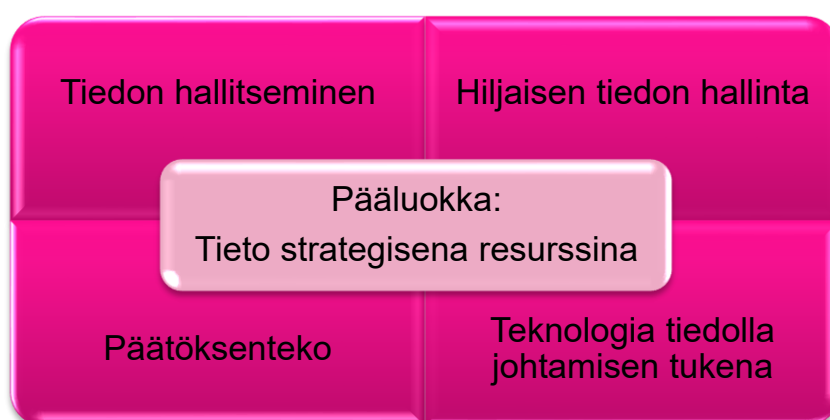 Tiedon hallitseminen
Hiljaisen tiedon hallinta
Pääluokka:
Tieto strategisena resurssina
Päätöksenteko
Teknologia tiedolla
johtamisen tukena